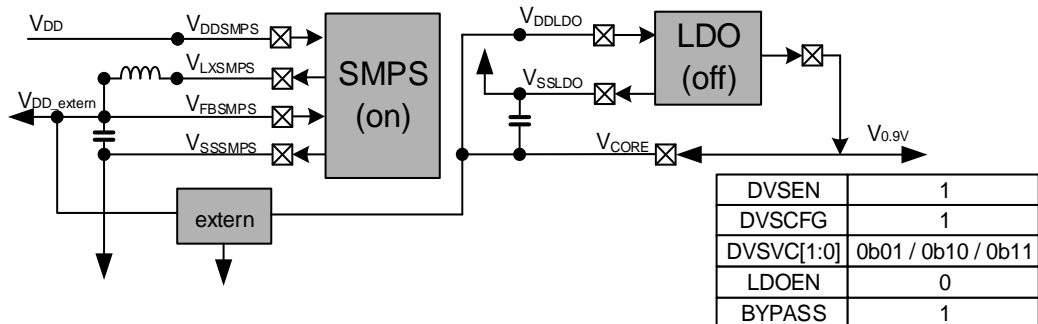 VDD
VDDSMPS
VLXSMPS
VDD_extern
VFBSMPS
VSSSMPS
SMPS
(on)
extern
VDDLDO
LDO
(off)
VSSLDO
VCORE
V0.9V
DVSEN 1
DVSCFG 1
DVSVC[1:0] 0b01 / 0b10 / 0b11
LDOEN 0
BYPASS 1